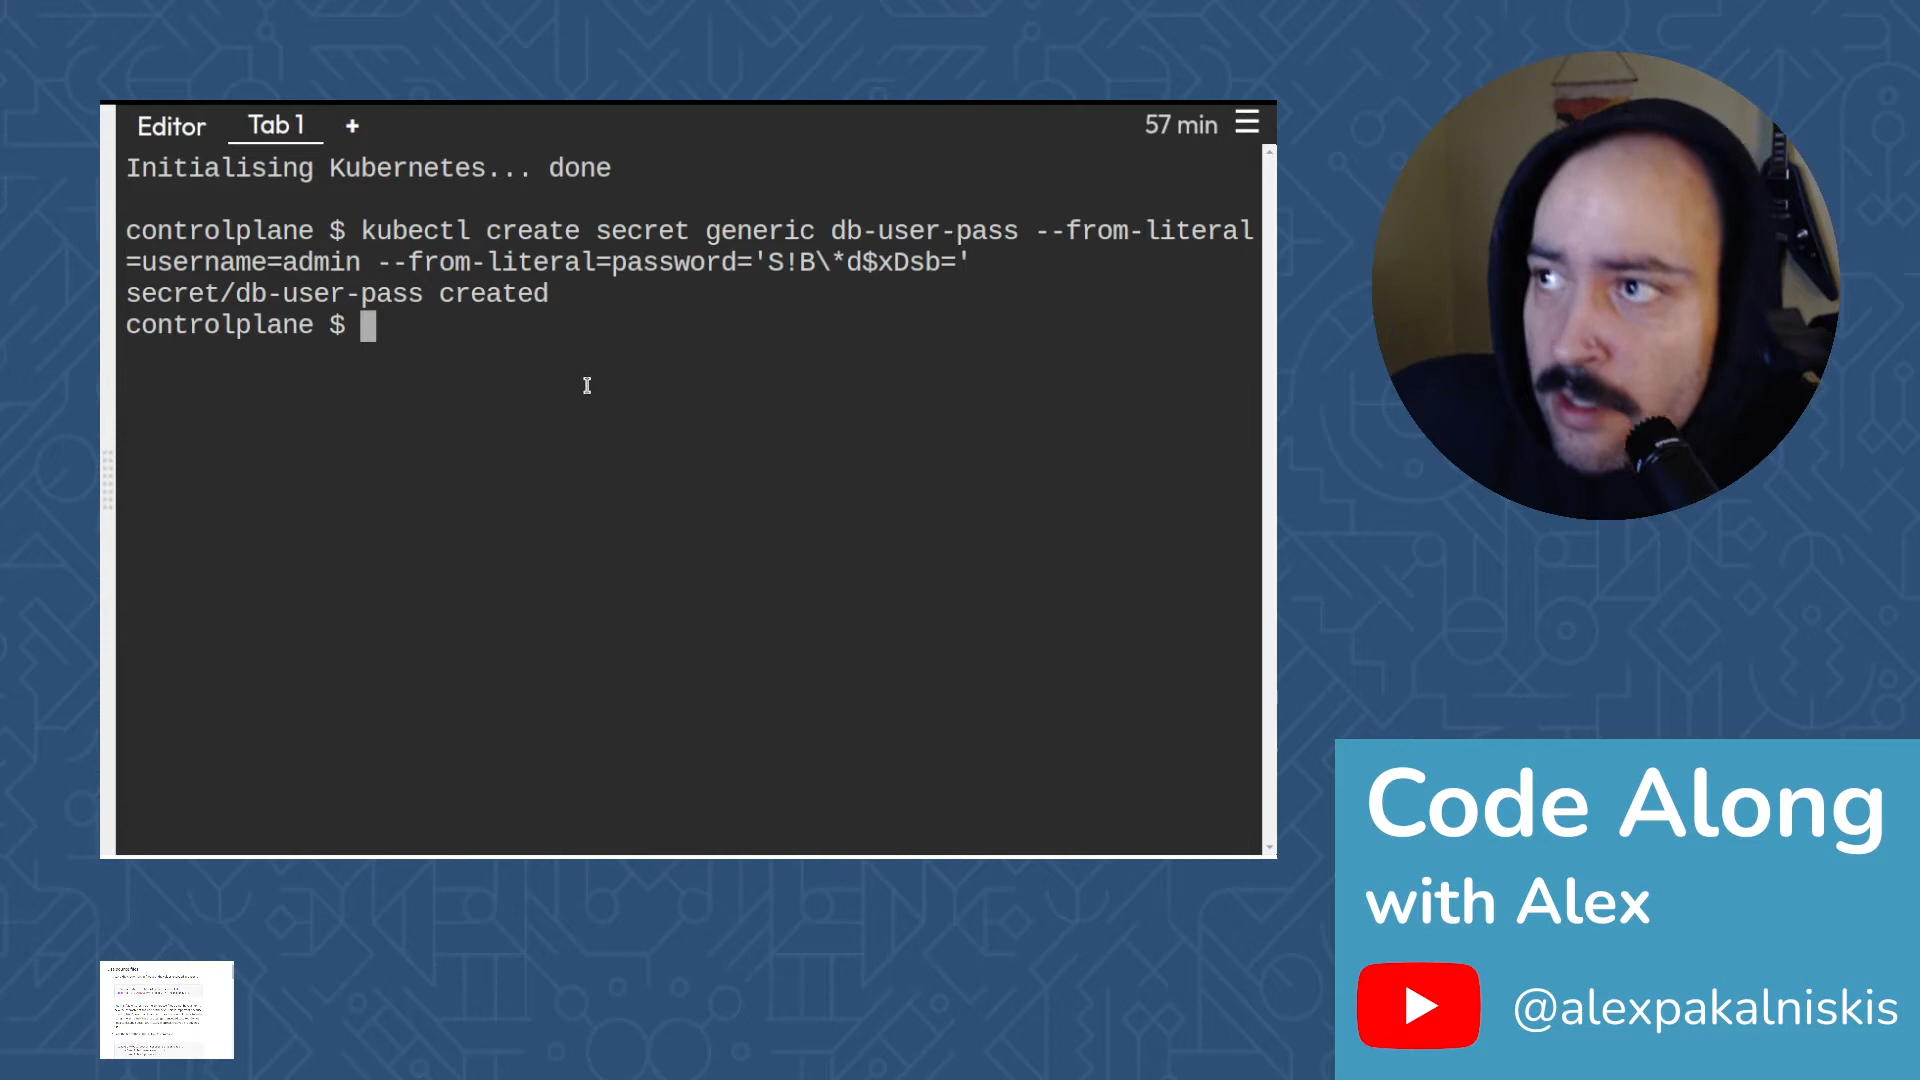 Editor Tab 1 + 57 min
Initialising Kubernetes... done
controlplane $ kubectl create secret generic db-user-pass --from-literal
=username=admin --from-literal=password='S!B\*d$xDsb='
secret/db-user-pass created
controlplane $
Code Along
with Alex
@alexpakalniskis